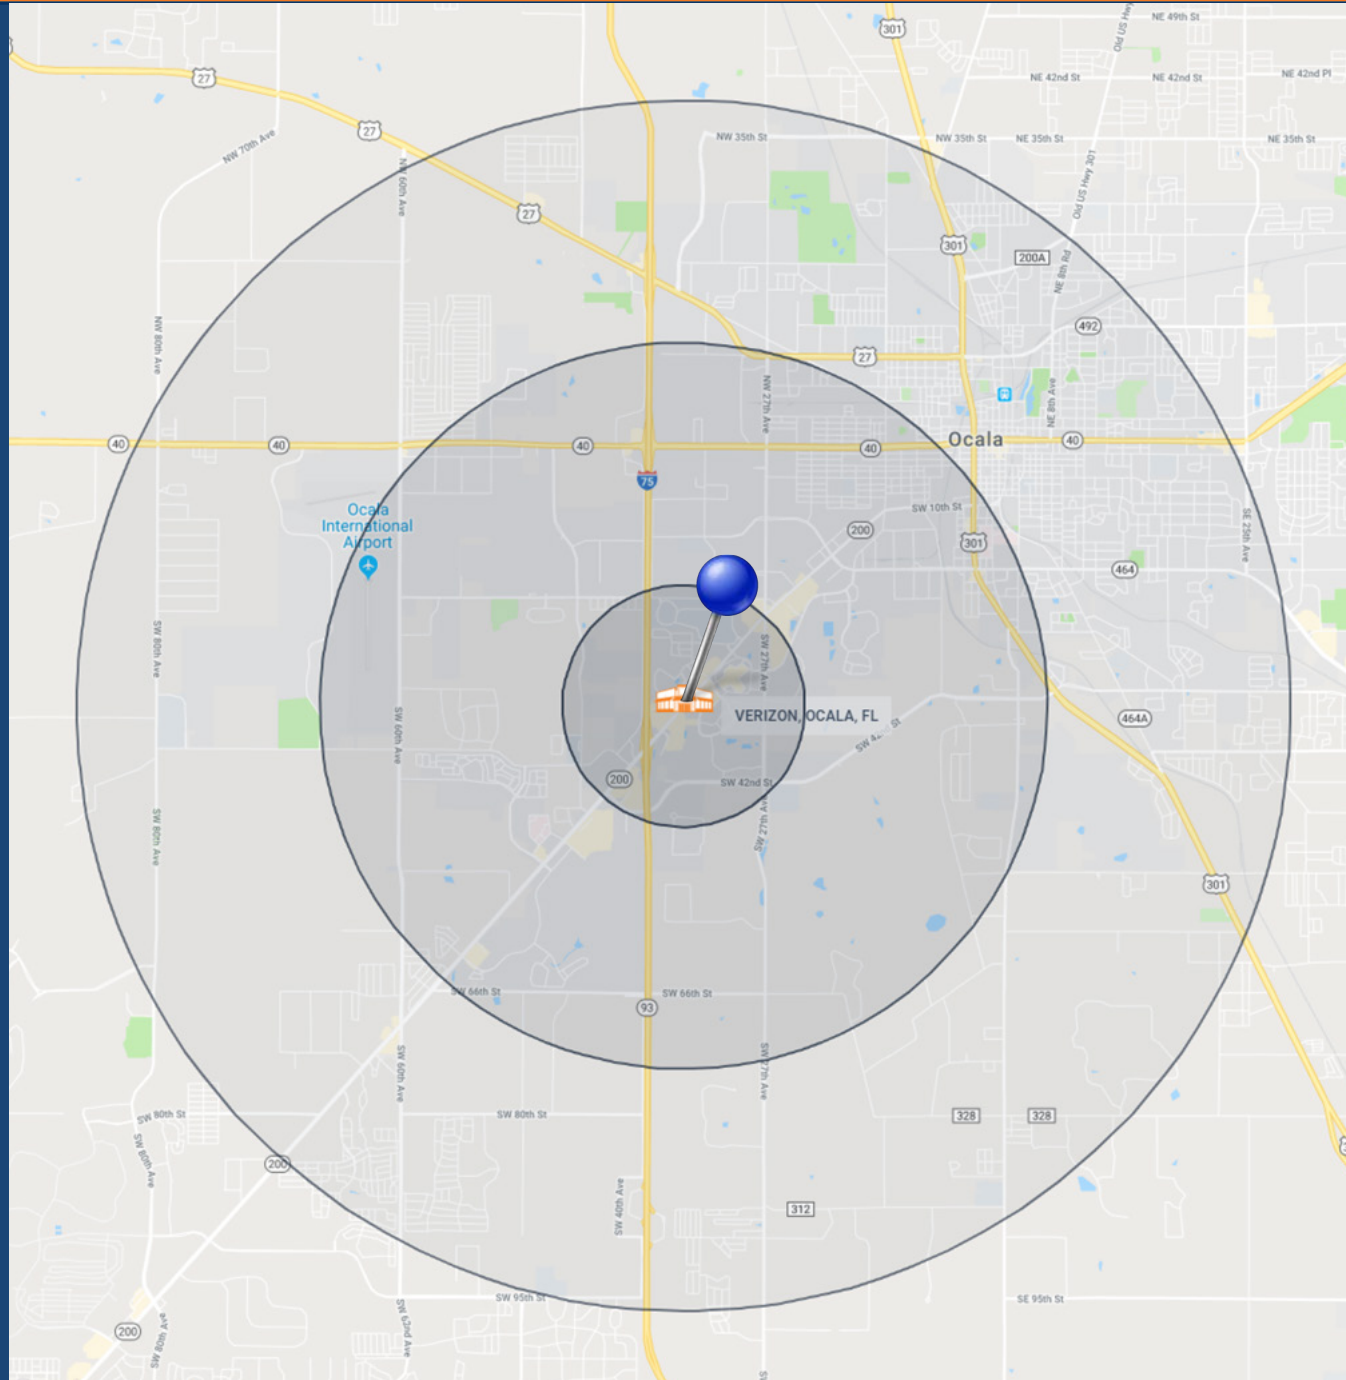 301
NE 49th St
Old US Hwy
27
NE 42nd St
NE 42nd St
NE 42nd Pl
27
NW 70th Ave
NW 35th St
NW 35th St
NE 35th St
NE 35th St
NW 60th Ave
Old US Hwy 301
27
301
200A
NE 8th Rd
NW 80th Ave
492
27
NW 27th Ave
NE 8th Ave
40
40
40
40
Ocala
40
75
Ocala
International
Airport
SW 10th St
200
301
SE 25th Ave
464
SW 80th Ave
SW 27th Ave
SW 60th Ave
VERIZON, OCALA, FL
464A
200
SW 42nd St
SW 80th Ave
SW 27th Ave
301
SW 66th St
SW 66th St
93
SW 60th Ave
SW 27th Ave
SW 80th St
SW 80th St
328
328
SW 80th Ave
200
SW 40th Ave
312
SW 95th St
SE 95th St
SW 80th Ave
SW 62nd Ave
200